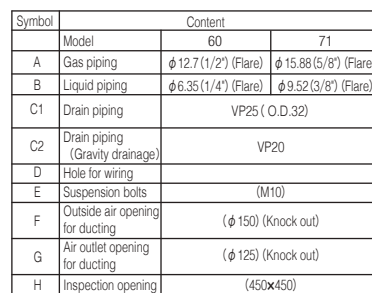 Symbol Content
Model 60 71
A Gas piping φ12.7(1/2") (Flare) φ15.88(5/8") (Flare)
B Liquid piping φ6.35(1/4") (Flare) φ9.52(3/8") (Flare)
C1 Drain piping VP25( O.D.32)
C2 Drain piping
(Gravity drainage) VP20
D Hole for wiring
E Suspension bolts (M10)
F Outside air opening
for ducting (φ150) (Knock out)
G Air outlet opening
for ducting (φ125) (Knock out)
H Inspection opening (450×450)